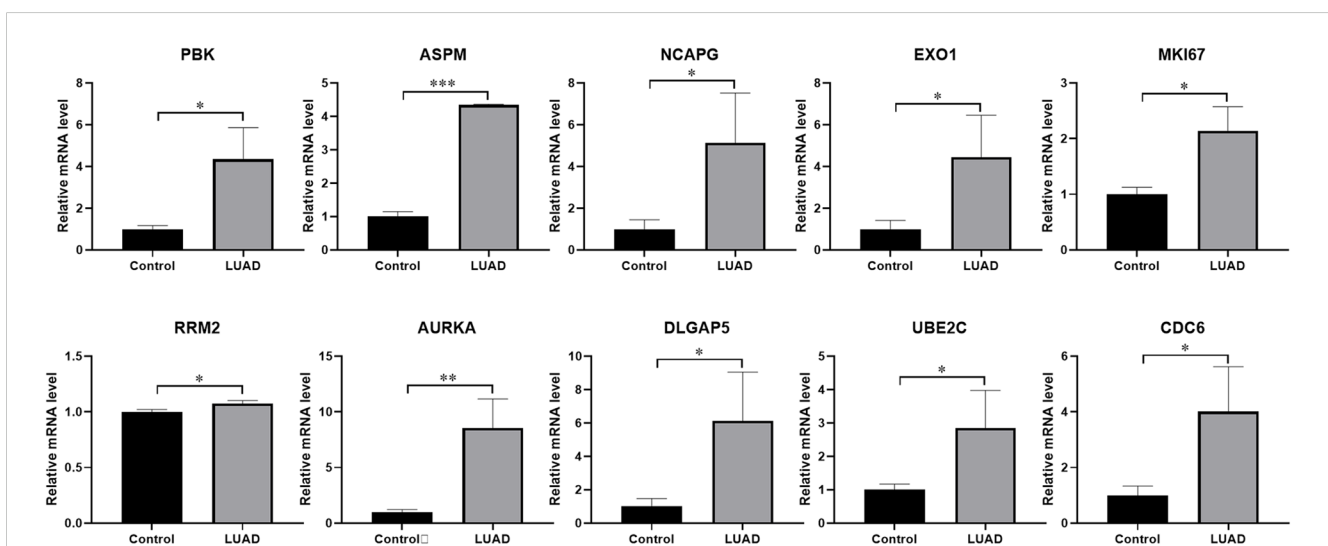 PBK
ASPM
NCAPG
EXO1
MKI67
Relative mRNA level
8
6
4
2
0
*
Control
LUAD
Relative mRNA level
5
4
3
2
1
0
***
Control
LUAD
Relative mRNA level
8
6
4
2
0
*
Control
LUAD
Relative mRNA level
8
6
4
2
0
*
Control
LUAD
Relative mRNA level
3
2
1
0
*
Control
LUAD
RRM2
AURKA
DLGAP5
UBE2C
CDC6
Relative mRNA level
1.5
1.0
0.5
0.0
*
Control
LUAD
Relative mRNA level
15
10
5
0
**
Control□
LUAD
Relative mRNA level
10
8
6
4
2
0
*
Control
LUAD
Relative mRNA level
5
4
3
2
1
0
*
Control
LUAD
Relative mRNA level
6
4
2
0
*
Control
LUAD